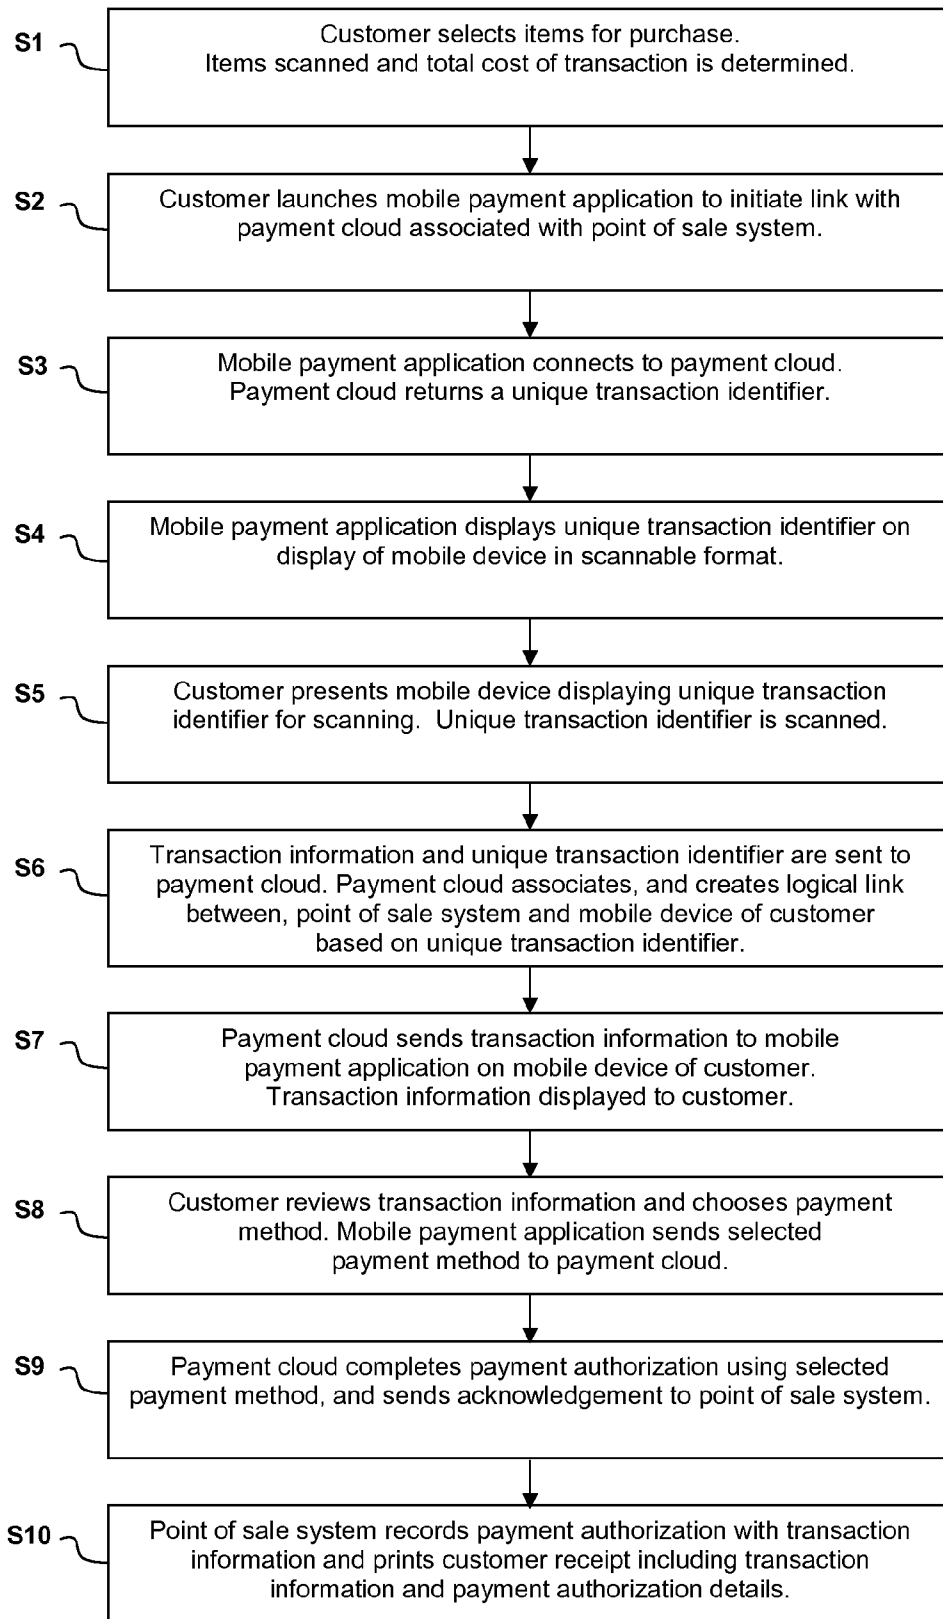 S1
Customer selects items for purchase.
Items scanned and total cost of transaction is determined.
S2
Customer launches mobile payment application to initiate link with
payment cloud associated with point of sale system.
S3
Mobile payment application connects to payment cloud.
Payment cloud returns a unique transaction identifier.
S4
Mobile payment application displays unique transaction identifier on
display of mobile device in scannable format.
S5
Customer presents mobile device displaying unique transaction
identifier for scanning. Unique transaction identifier is scanned.
S6
Transaction information and unique transaction identifier are sent to
payment cloud. Payment cloud associates, and creates logical link
between, point of sale system and mobile device of customer
based on unique transaction identifier.
S7
Payment cloud sends transaction information to mobile
payment application on mobile device of customer.
Transaction information displayed to customer.
S8
Customer reviews transaction information and chooses payment
method. Mobile payment application sends selected
payment method to payment cloud.
S9
Payment cloud completes payment authorization using selected
payment method, and sends acknowledgement to point of sale system.
S10
Point of sale system records payment authorization with transaction
information and prints customer receipt including transaction
information and payment authorization details.